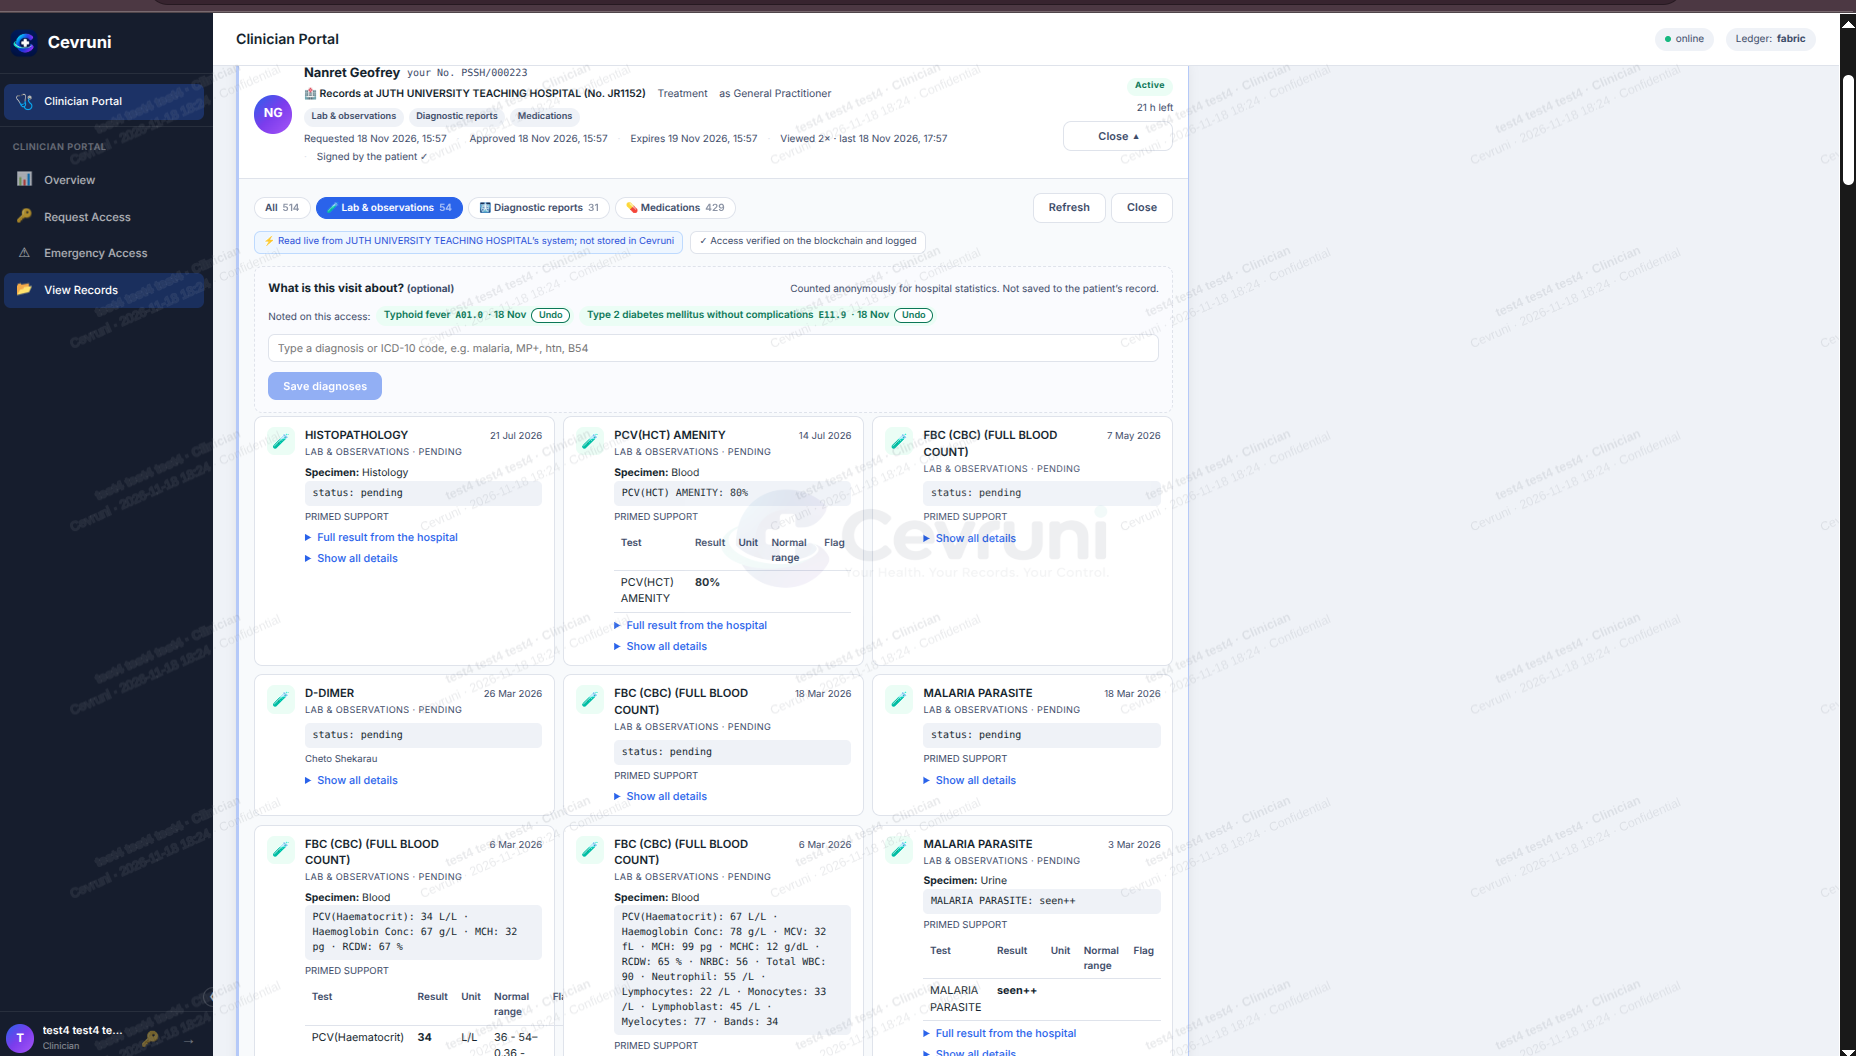 Cevruni
Clinician Portal
online
Ledger: fabric
Clinician Portal
CLINICIAN PORTAL
Overview
Request Access
Emergency Access
View Records
Nanret Geofrey your No. PSSH/000223
Records at JUTH UNIVERSITY TEACHING HOSPITAL (No. JR1152) Treatment as General Practitioner
Lab & observations Diagnostic reports Medications
Requested 18 Nov 2026, 15:57 · Approved 18 Nov 2026, 15:57 · Expires 19 Nov 2026, 15:57 · Viewed 2× · last 18 Nov 2026, 17:57
· Signed by the patient ✓
NG
Active
21 h left
Close ▲
All 514
Lab & observations 54
Diagnostic reports 31
Medications 429
Refresh
Close
⚡ Read live from JUTH UNIVERSITY TEACHING HOSPITAL's system; not stored in Cevruni
✓ Access verified on the blockchain and logged
What is this visit about? (optional)
Counted anonymously for hospital statistics. Not saved to the patient's record.
Noted on this access: Typhoid fever A01.0 · 18 Nov Undo Type 2 diabetes mellitus without complications E11.9 · 18 Nov Undo
Type a diagnosis or ICD-10 code, e.g. malaria, MP+, htn, B54
Save diagnoses
HISTOPATHOLOGY 21 Jul 2026
LAB & OBSERVATIONS · PENDING
Specimen: Histology
status: pending
PRIMED SUPPORT
▶ Full result from the hospital
▶ Show all details
PCV(HCT) AMENITY 14 Jul 2026
LAB & OBSERVATIONS · PENDING
Specimen: Blood
PCV(HCT) AMENITY: 80%
PRIMED SUPPORT
Test Result Unit Normal range Flag
PCV(HCT) AMENITY 80%
▶ Full result from the hospital
▶ Show all details
FBC (CBC) (FULL BLOOD COUNT) 7 May 2026
LAB & OBSERVATIONS · PENDING
status: pending
PRIMED SUPPORT
▶ Show all details
Cevruni
Your Health. Your Records. Your Control.
D-DIMER 26 Mar 2026
LAB & OBSERVATIONS · PENDING
status: pending
Cheto Shekarau
▶ Show all details
FBC (CBC) (FULL BLOOD COUNT) 18 Mar 2026
LAB & OBSERVATIONS · PENDING
status: pending
PRIMED SUPPORT
▶ Show all details
MALARIA PARASITE 18 Mar 2026
LAB & OBSERVATIONS · PENDING
status: pending
PRIMED SUPPORT
▶ Show all details
FBC (CBC) (FULL BLOOD COUNT) 6 Mar 2026
LAB & OBSERVATIONS · PENDING
Specimen: Blood
PCV(Haematocrit): 34 L/L ·
Haemoglobin Conc: 67 g/L · MCH: 32
pg · RCDW: 67 %
PRIMED SUPPORT
Test Result Unit Normal range
PCV(Haematocrit) 34 L/L 36 - 54–
0.36 -
FBC (CBC) (FULL BLOOD COUNT) 6 Mar 2026
LAB & OBSERVATIONS · PENDING
Specimen: Blood
PCV(Haematocrit): 67 L/L ·
Haemoglobin Conc: 78 g/L · MCV: 32
fL · MCH: 99 pg · MCHC: 12 g/dL ·
RCDW: 65 % · NRBC: 56 · Total WBC:
90 · Neutrophil: 55 /L ·
Lymphocytes: 22 /L · Monocytes: 33
/L · Lymphoblast: 45 /L ·
Myelocytes: 77 · Bands: 34
PRIMED SUPPORT
MALARIA PARASITE 3 Mar 2026
LAB & OBSERVATIONS · PENDING
Specimen: Urine
MALARIA PARASITE: seen++
PRIMED SUPPORT
Test Result Unit Normal range Flag
MALARIA PARASITE seen++
▶ Full result from the hospital
▶ Show all details
T
test4 test4 te...
Clinician
test4 test4 test4 · Clinician
Cevruni · 2026-11-18 18:24 · Confidential